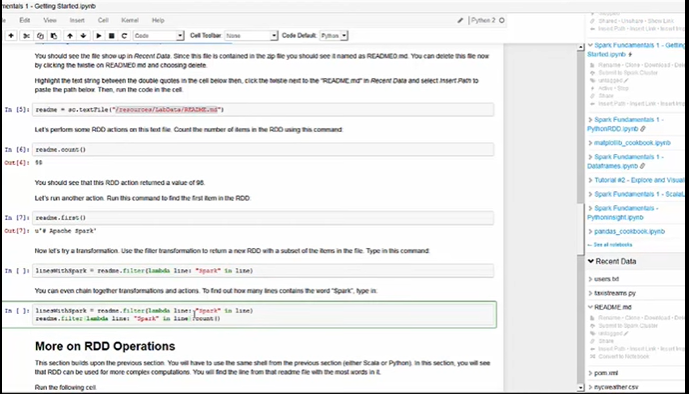 mentals 1 - Getting Started.ipynb
Edit View Insert Cell Kernel Help
Python 2
Code Cell Toolbar: None Code Default: Python
You should see the file show up in Recent Data. Since this file is contained in the zip file you should see it named as README0.md. You can delete this file now
by clicking the twistie on README0.md and choosing delete.
Highlight the text string between the double quotes in the cell below then, click the twistie next to the "README.md" in Recent Data and select Insert Path to
paste the path below. Then, run the code in the cell.
In [5]: readme = sc.textFile("/resources/LabData/README.md")
Let's perform some RDD actions on this text file. Count the number of items in the RDD using this command:
In [6]: readme.count()
Out[6]: 98
You should see that this RDD action returned a value of 98.
Let's run another action. Run this command to find the first item in the RDD:
In [7]: readme.first()
Out[7]: u'# Apache Spark'
Now let's try a transformation. Use the filter transformation to return a new RDD with a subset of the items in the file. Type in this command:
In [ ]: linesWithSpark = readme.filter(lambda line: "Spark" in line)
You can even chain together transformations and actions. To find out how many lines contains the word "Spark", type in:
In [ ]: linesWithSpark = readme.filter(lambda line: "Spark" in line)
readme.filter(lambda line: "Spark" in line).count()
More on RDD Operations
This section builds upon the previous section. You will have to use the same shell from the previous section (either Scala or Python). In this section, you will see
that RDD can be used for more complex computations. You will find the line from that readme file with the most words in it.
Run the following cell.
Shared - Unshare - Show Link
Insert Path - Insert Link - Import
Spark Fundamentals 1 - Getting
Started.ipynb
Rename - Clone - Download - Ex
Submit to Spark Cluster
untagged
Active - Stop
Share
Insert Path - Insert Link - Import
Spark Fundamentals 1 -
PythonRDD.ipynb
matplotlib_cookbook.ipynb
Spark Fundamentals 1 -
Dataframes.ipynb
Tutorial #2 - Explore and Visual
Spark Fundamentals 1 - ScalaL
Spark Fundamentals -
PythonInsight.ipynb
pandas_cookbook.ipynb
See all notebooks
Recent Data
users.txt
taxistreams.py
README.md
Rename - Clone - Download - Ex
Submit to Spark Cluster
untagged
Share
Insert Path - Insert Link - Import
Convert to Notebook
pom.xml
nycweather.csv